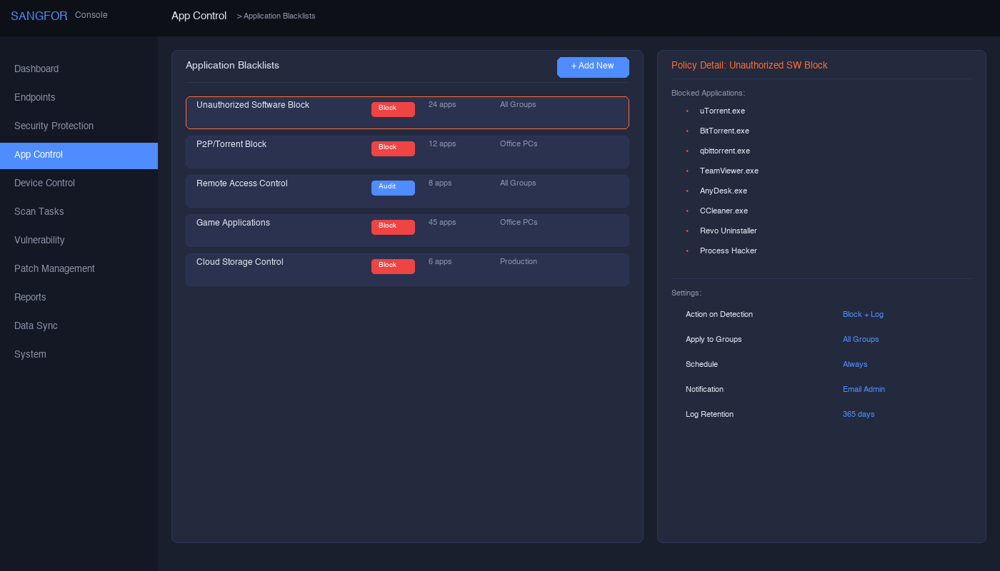 SANGFOR Console
App Control > Application Blacklists
Dashboard
Endpoints
Security Protection
App Control
Device Control
Scan Tasks
Vulnerability
Patch Management
Reports
Data Sync
System
Application Blacklists
+ Add New
Unauthorized Software Block Block 24 apps All Groups
P2P/Torrent Block Block 12 apps Office PCs
Remote Access Control Audit 8 apps All Groups
Game Applications Block 45 apps Office PCs
Cloud Storage Control Block 6 apps Production
Policy Detail: Unauthorized SW Block
Blocked Applications:
• uTorrent.exe
• BitTorrent.exe
• qbittorrent.exe
• TeamViewer.exe
• AnyDesk.exe
• CCleaner.exe
• Revo Uninstaller
• Process Hacker
Settings:
Action on Detection Block + Log
Apply to Groups All Groups
Schedule Always
Notification Email Admin
Log Retention 365 days